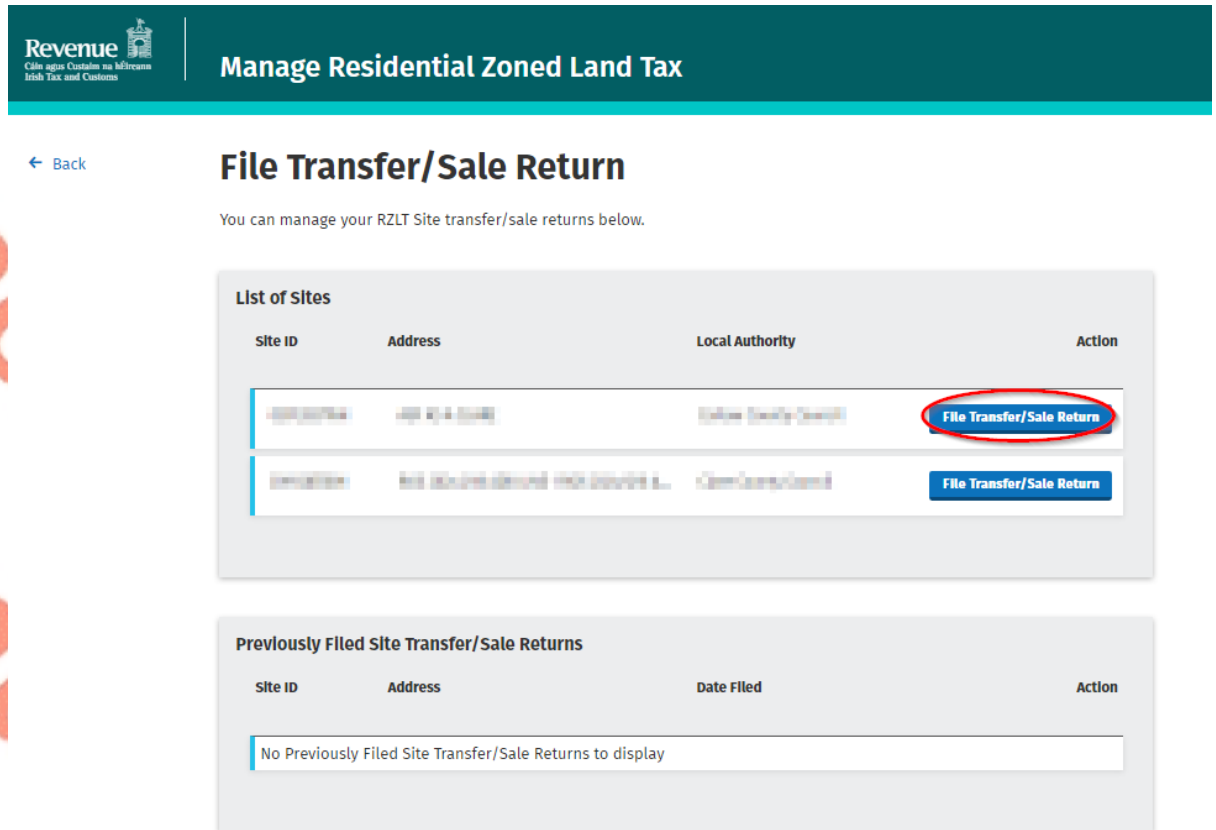 Revenue
Cáin agus Custaim na hÉireann
Irish Tax and Customs
Manage Residential Zoned Land Tax
← Back
File Transfer/Sale Return
You can manage your RZLT Site transfer/sale returns below.
List of Sites
Site ID Address Local Authority Action
File Transfer/Sale Return
File Transfer/Sale Return
Previously Filed Site Transfer/Sale Returns
Site ID Address Date Filed Action
No Previously Filed Site Transfer/Sale Returns to display